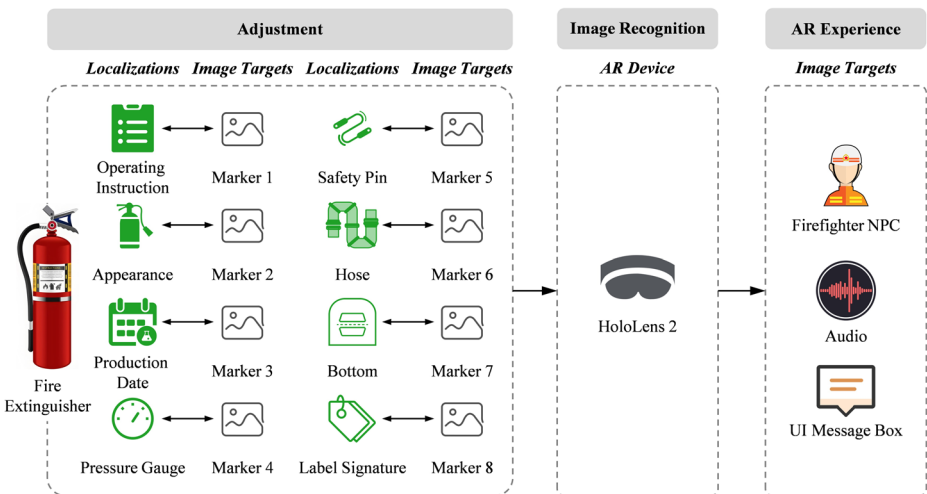 Adjustment
Image Recognition
AR Experience
Localizations
Image Targets
Localizations
Image Targets
AR Device
Image Targets
Operating
Instruction
Marker 1
Safety Pin
Marker 5
Appearance
Marker 2
Hose
Marker 6
Production
Date
Marker 3
Bottom
Marker 7
Pressure Gauge
Marker 4
Label Signature
Marker 8
Fire
Extinguisher
HoloLens 2
Firefighter NPC
Audio
UI Message Box